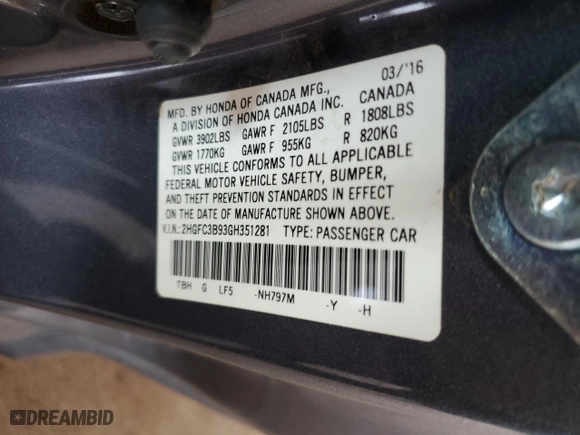 03/'16
MFD. BY HONDA OF CANADA MFG.,
A DIVISION OF HONDA CANADA INC. CANADA
GVWR 3902LBS GAWR F 2105LBS R 1808LBS
GVWR 1770KG GAWR F 955KG R 820KG
THIS VEHICLE CONFORMS TO ALL APPLICABLE
FEDERAL MOTOR VEHICLE SAFETY, BUMPER,
AND THEFT PREVENTION STANDARDS IN EFFECT
ON THE DATE OF MANUFACTURE SHOWN ABOVE.
V.I.N.: 2HGFC3B93GH351281 TYPE: PASSENGER CAR
TBH G LF5 -NH797M -Y -H
DREAMBID